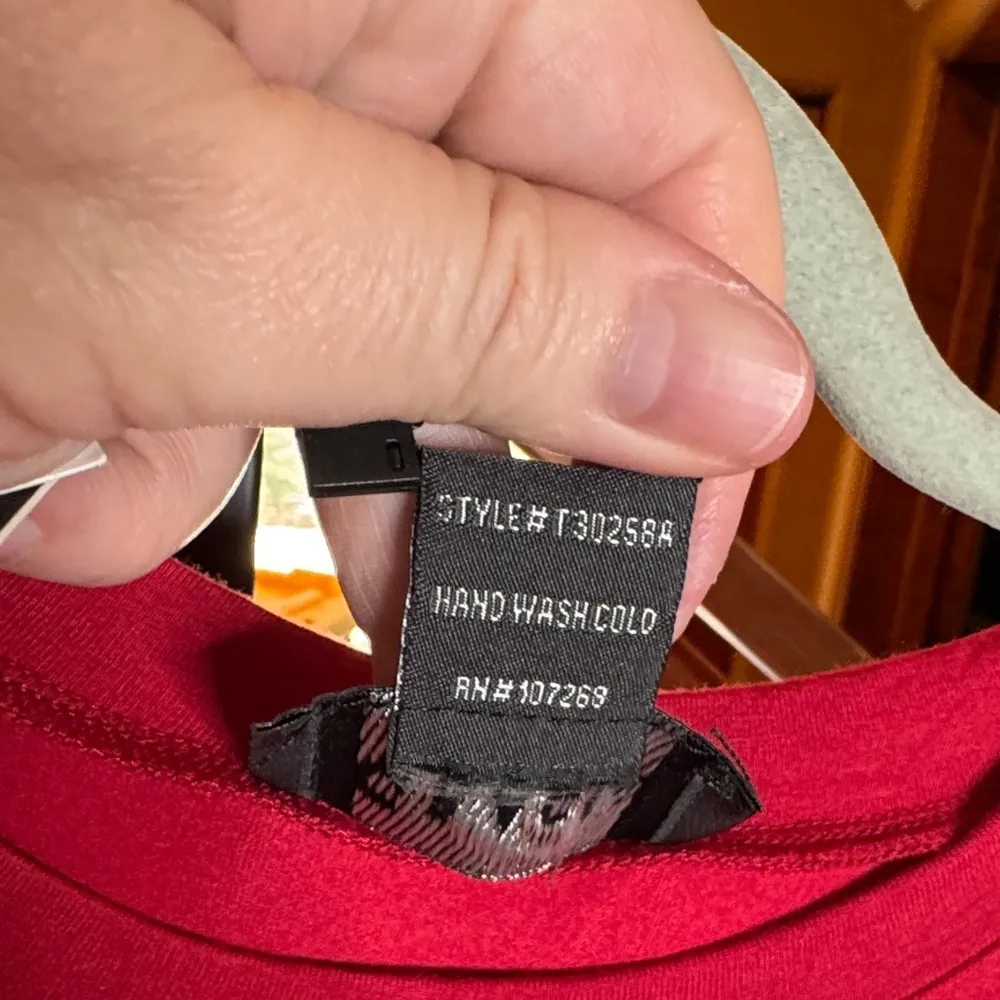 STYLE#T30258A
HAND WASH COLD
RN#107268